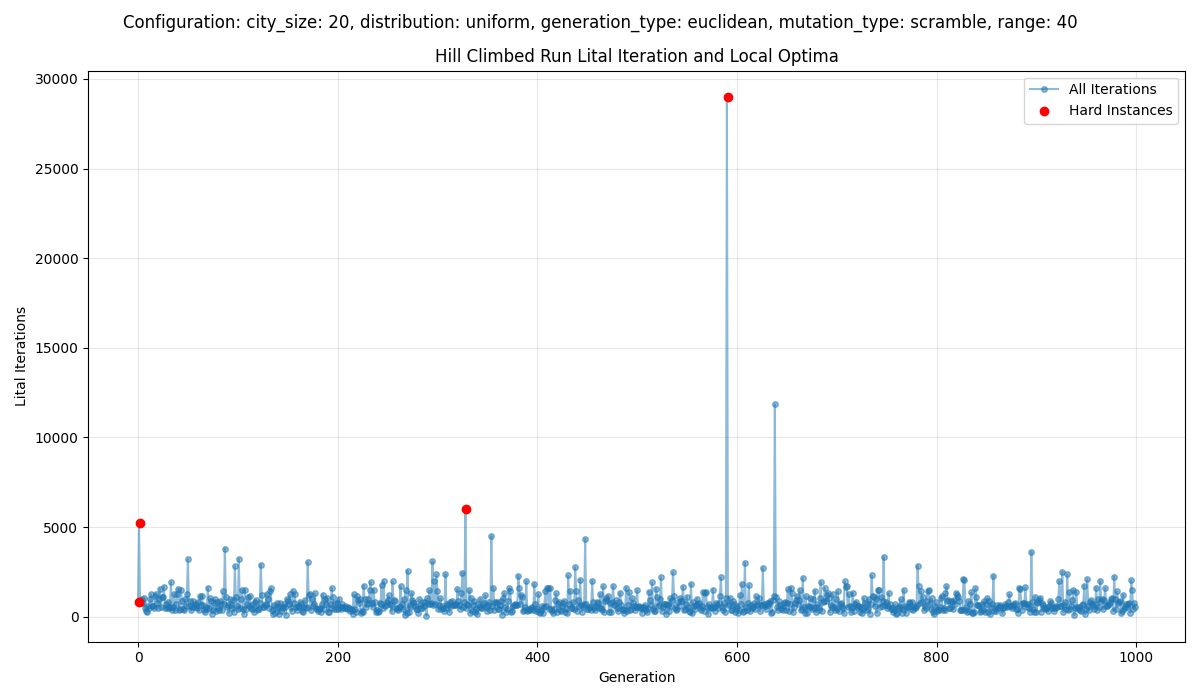 Configuration: city_size: 20, distribution: uniform, generation_type: euclidean, mutation_type: scramble, range: 40
Hill Climbed Run Lital Iteration and Local Optima
30000
25000
20000
15000
10000
5000
0
Lital Iterations
All Iterations
Hard Instances
0 200 400 600 800 1000
Generation